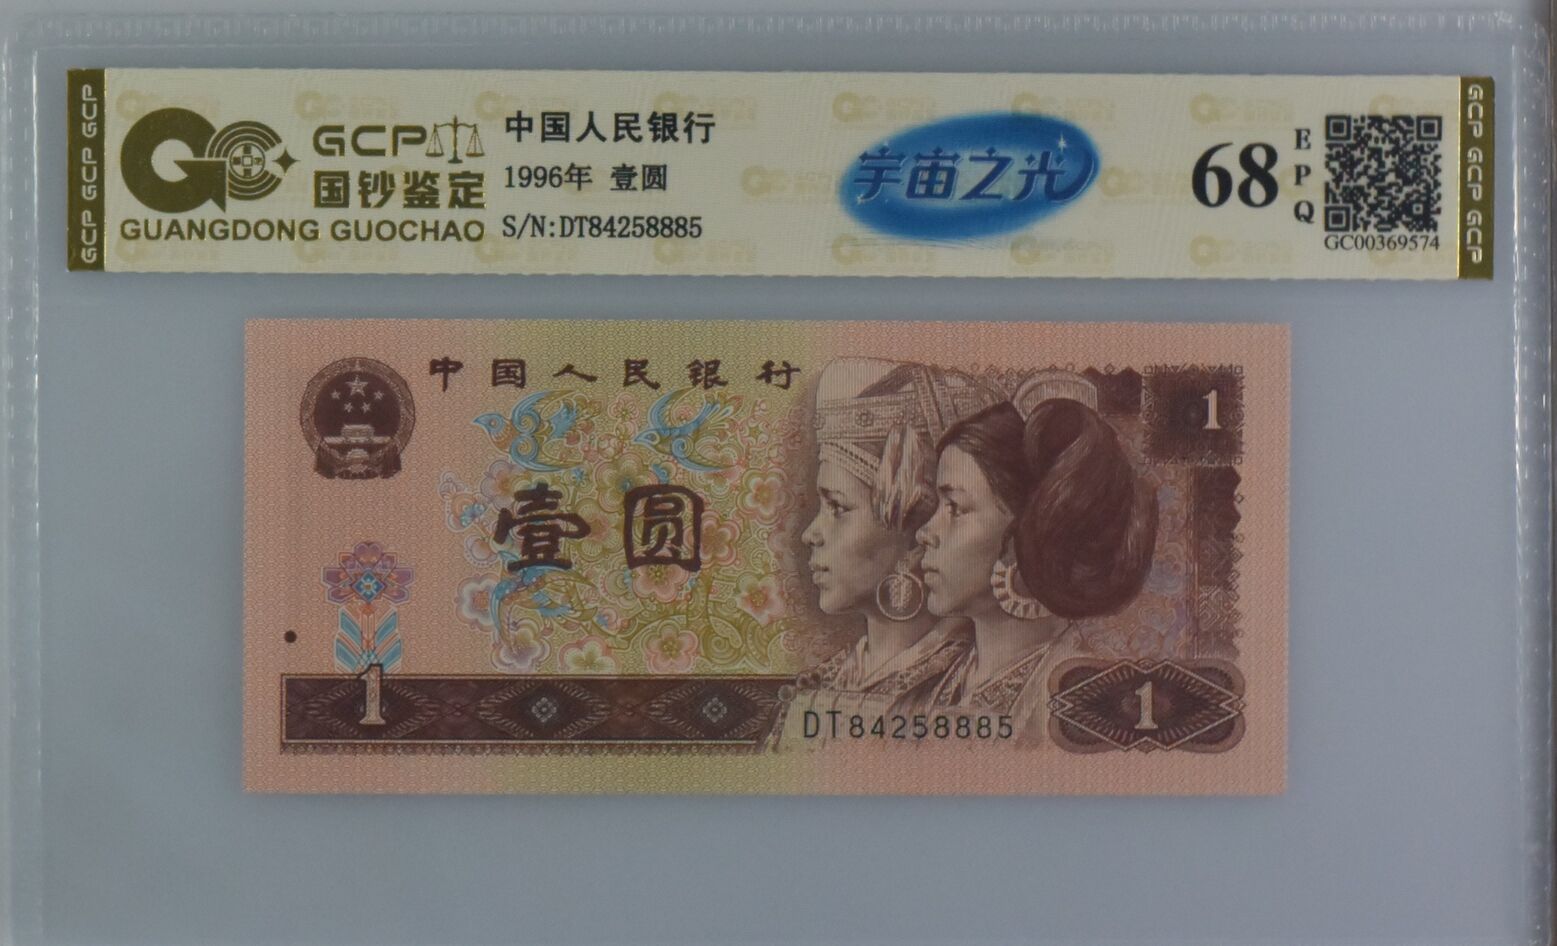 GCP GCP GCP
GCP
国钞鉴定
GUANGDONG GUOCHAO
中国人民银行
1996年 壹圆
S/N:DT84258885
宇宙之光
68
EPQ
GC00369574
GCP GCP GCP
中国人民银行
1
壹圆
1
DT84258885
1